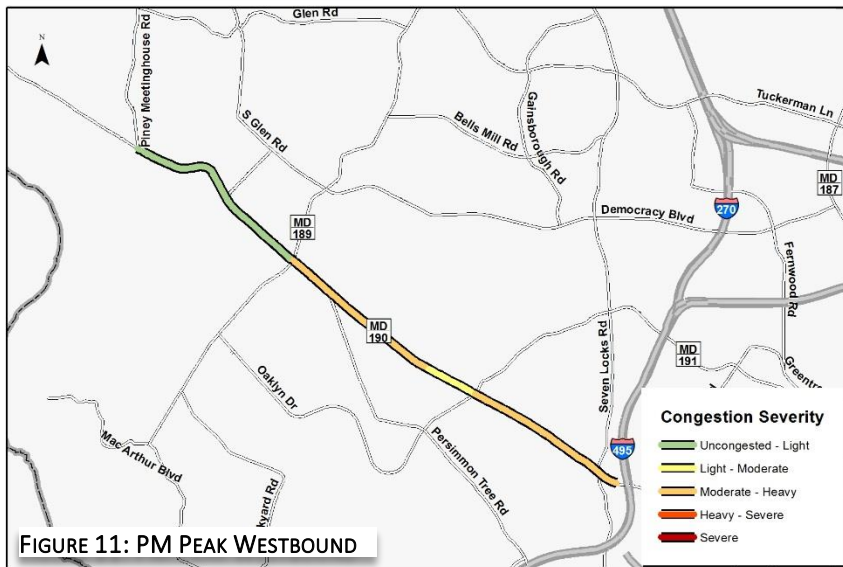 Glen Rd
N
Piney Meetinghouse Rd
S Glen Rd
Bells Mill Rd
Gainsborough Rd
Tuckerman Ln
MD
187
270
Democracy Blvd
MD
189
Fernwood Rd
MD
190
Seven Locks Rd
MD
191
Oaklyn Dr
Persimmon Tree Rd
Mac Arthur Blvd
495
Congestion Severity
Uncongested - Light
Light - Moderate
Moderate - Heavy
Heavy - Severe
Severe
FIGURE 11: PM PEAK WESTBOUND